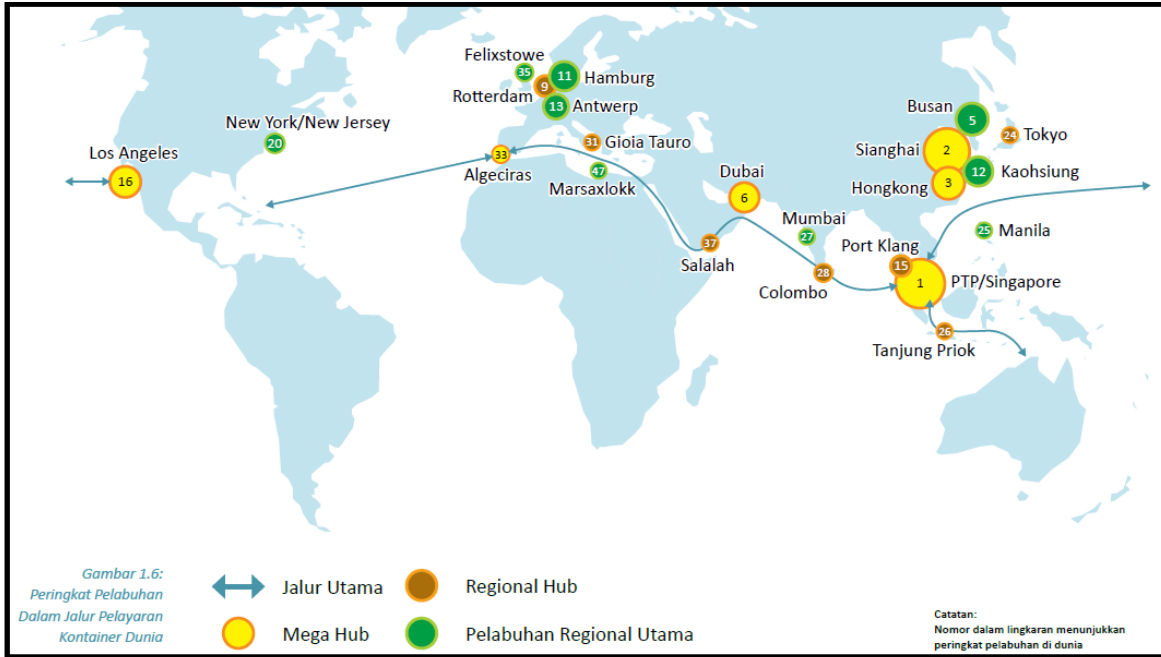 Felixstowe
35
11
Hamburg
9
Rotterdam
13
Antwerp
New York/New Jersey
20
31
Gioia Tauro
Los Angeles
16
33
Algeciras
47
Marsaxlokk
Busan
5
24
Tokyo
Sianghai
2
12
Kaohsiung
Hongkong
3
Dubai
6
Mumbai
27
25
Manila
37
Salalah
Port Klang
15
28
Colombo
1
PTP/Singapore
26
Tanjung Priok
Gambar 1.6:
Peringkat Pelabuhan
Dalam Jalur Pelayaran
Kontainer Dunia
Jalur Utama
Regional Hub
Mega Hub
Pelabuhan Regional Utama
Catatan:
Nomor dalam lingkaran menunjukkan
peringkat pelabuhan di dunia